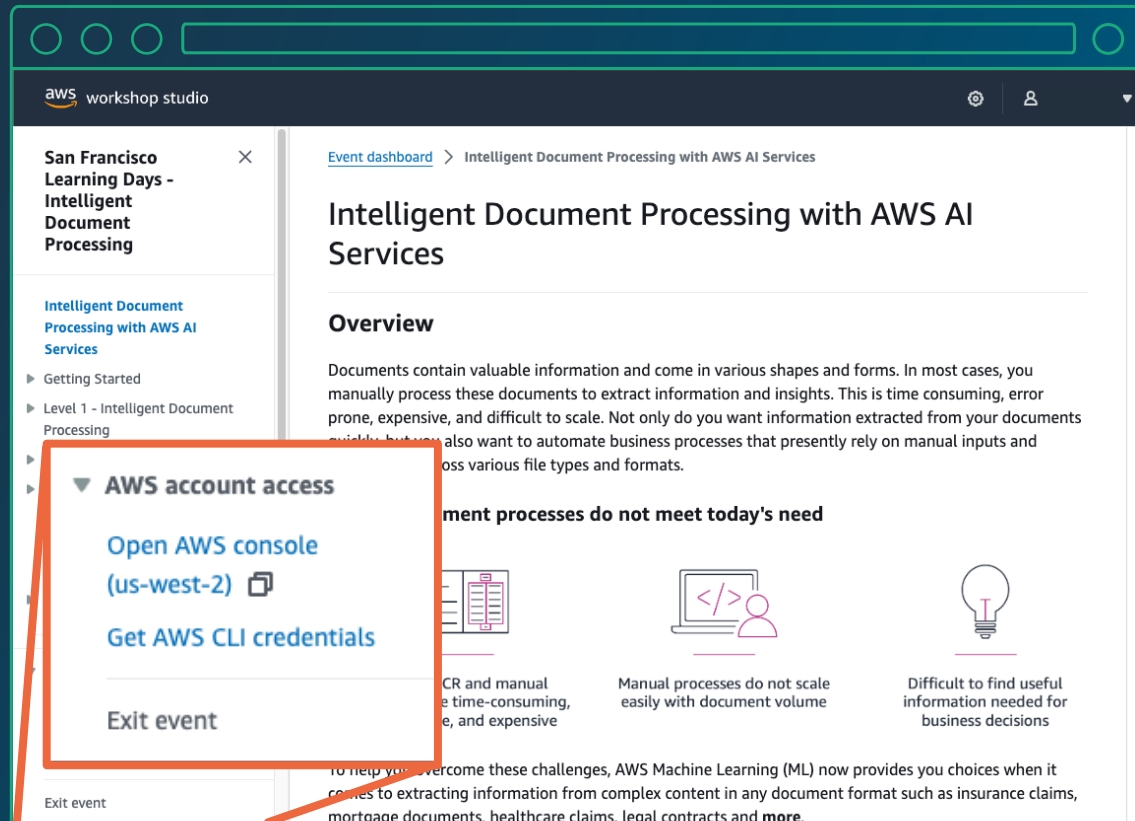 aws workshop studio
San Francisco
Learning Days -
Intelligent
Document
Processing
Intelligent Document
Processing with AWS AI
Services
Getting Started
Level 1 - Intelligent Document
Processing
AWS account access
Open AWS console
(us-west-2)
Get AWS CLI credentials
Exit event
Exit event
Event dashboard > Intelligent Document Processing with AWS AI Services
Intelligent Document Processing with AWS AI
Services
Overview
Documents contain valuable information and come in various shapes and forms. In most cases, you
manually process these documents to extract information and insights. This is time consuming, error
prone, expensive, and difficult to scale. Not only do you want information extracted from your documents
quickly, but you also want to automate business processes that presently rely on manual inputs and
various file types and formats.
processes do not meet today's need
and manual
time-consuming,
and expensive
Manual processes do not scale
easily with document volume
Difficult to find useful
information needed for
business decisions
To help you overcome these challenges, AWS Machine Learning (ML) now provides you choices when it
comes to extracting information from complex content in any document format such as insurance claims,
mortgage documents, healthcare claims, legal contracts and more.